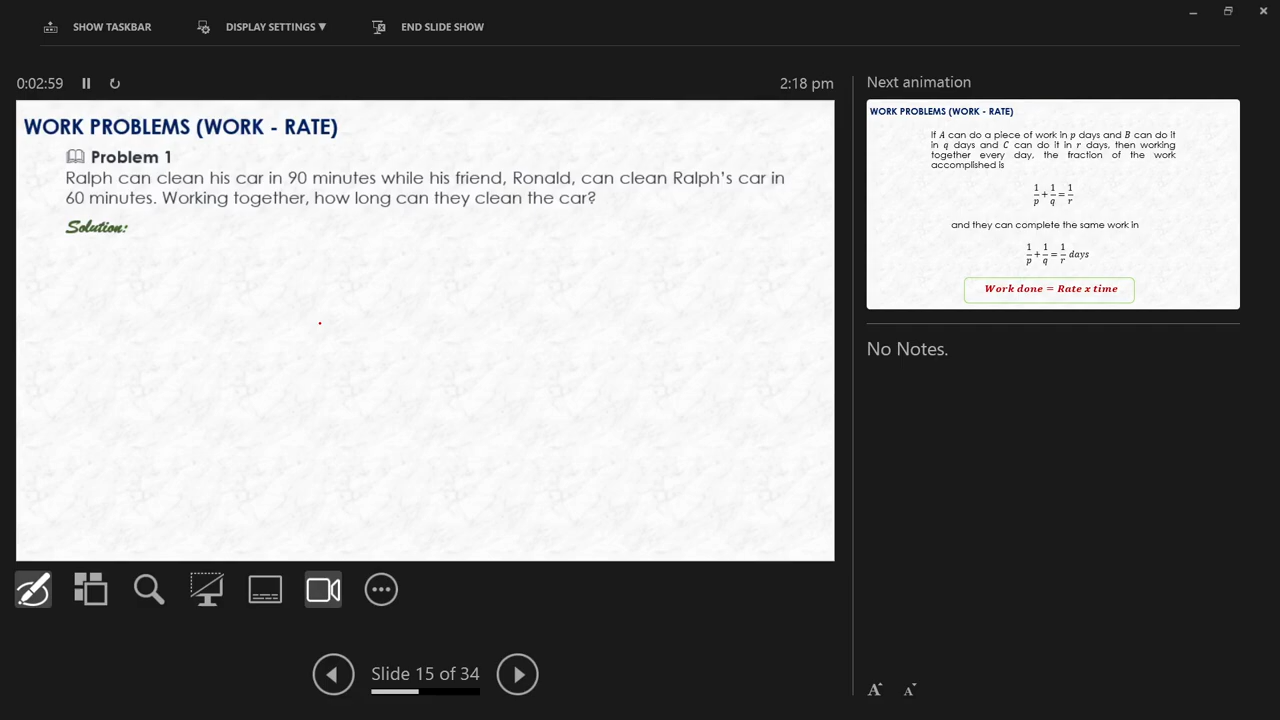 SHOW TASKBAR
DISPLAY SETTINGS ▼
END SLIDE SHOW
0:02:59
2:18 pm
WORK PROBLEMS (WORK - RATE)
Problem 1
Ralph can clean his car in 90 minutes while his friend, Ronald, can clean Ralph's car in
60 minutes. Working together, how long can they clean the car?
Solution:
Next animation
WORK PROBLEMS (WORK - RATE)
If A can do a piece of work in p days and B can do it
in q days and C can do it in r days, then working
together every day, the fraction of the work
accomplished is
1/p + 1/q = 1/r
and they can complete the same work in
1/p + 1/q = 1/r days
Work done = Rate x time
No Notes.
Slide 15 of 34
A A